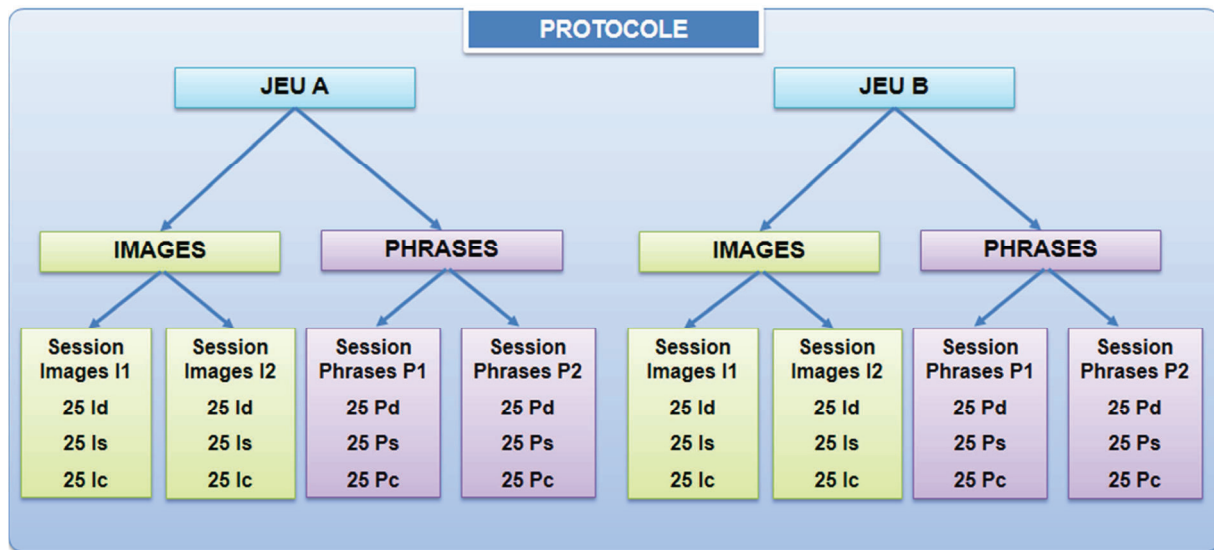 PROTOCOLE
JEU A
JEU B
IMAGES
PHRASES
IMAGES
PHRASES
Session
Images I1
25 Id
25 Is
25 Ic
Session
Images I2
25 Id
25 Is
25 Ic
Session
Phrases P1
25 Pd
25 Ps
25 Pc
Session
Phrases P2
25 Pd
25 Ps
25 Pc
Session
Images I1
25 Id
25 Is
25 Ic
Session
Images I2
25 Id
25 Is
25 Ic
Session
Phrases P1
25 Pd
25 Ps
25 Pc
Session
Phrases P2
25 Pd
25 Ps
25 Pc